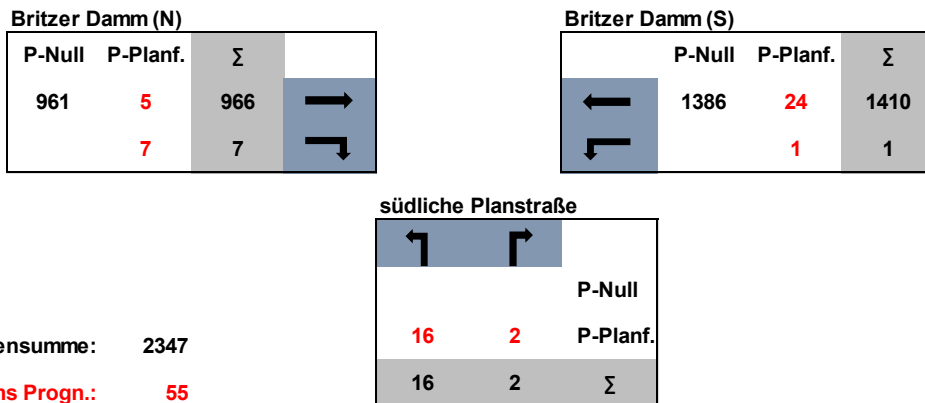 Britzer Damm (N) Britzer Damm (S)
P-Null P-Planf. Σ P-Null P-Planf. Σ
961 5 966 1386 24 1410
7 7 1 1
südliche Planstraße
P-Null
16 2 P-Planf.
16 2 Σ
ensumme: 2347
ns Progn.: 55